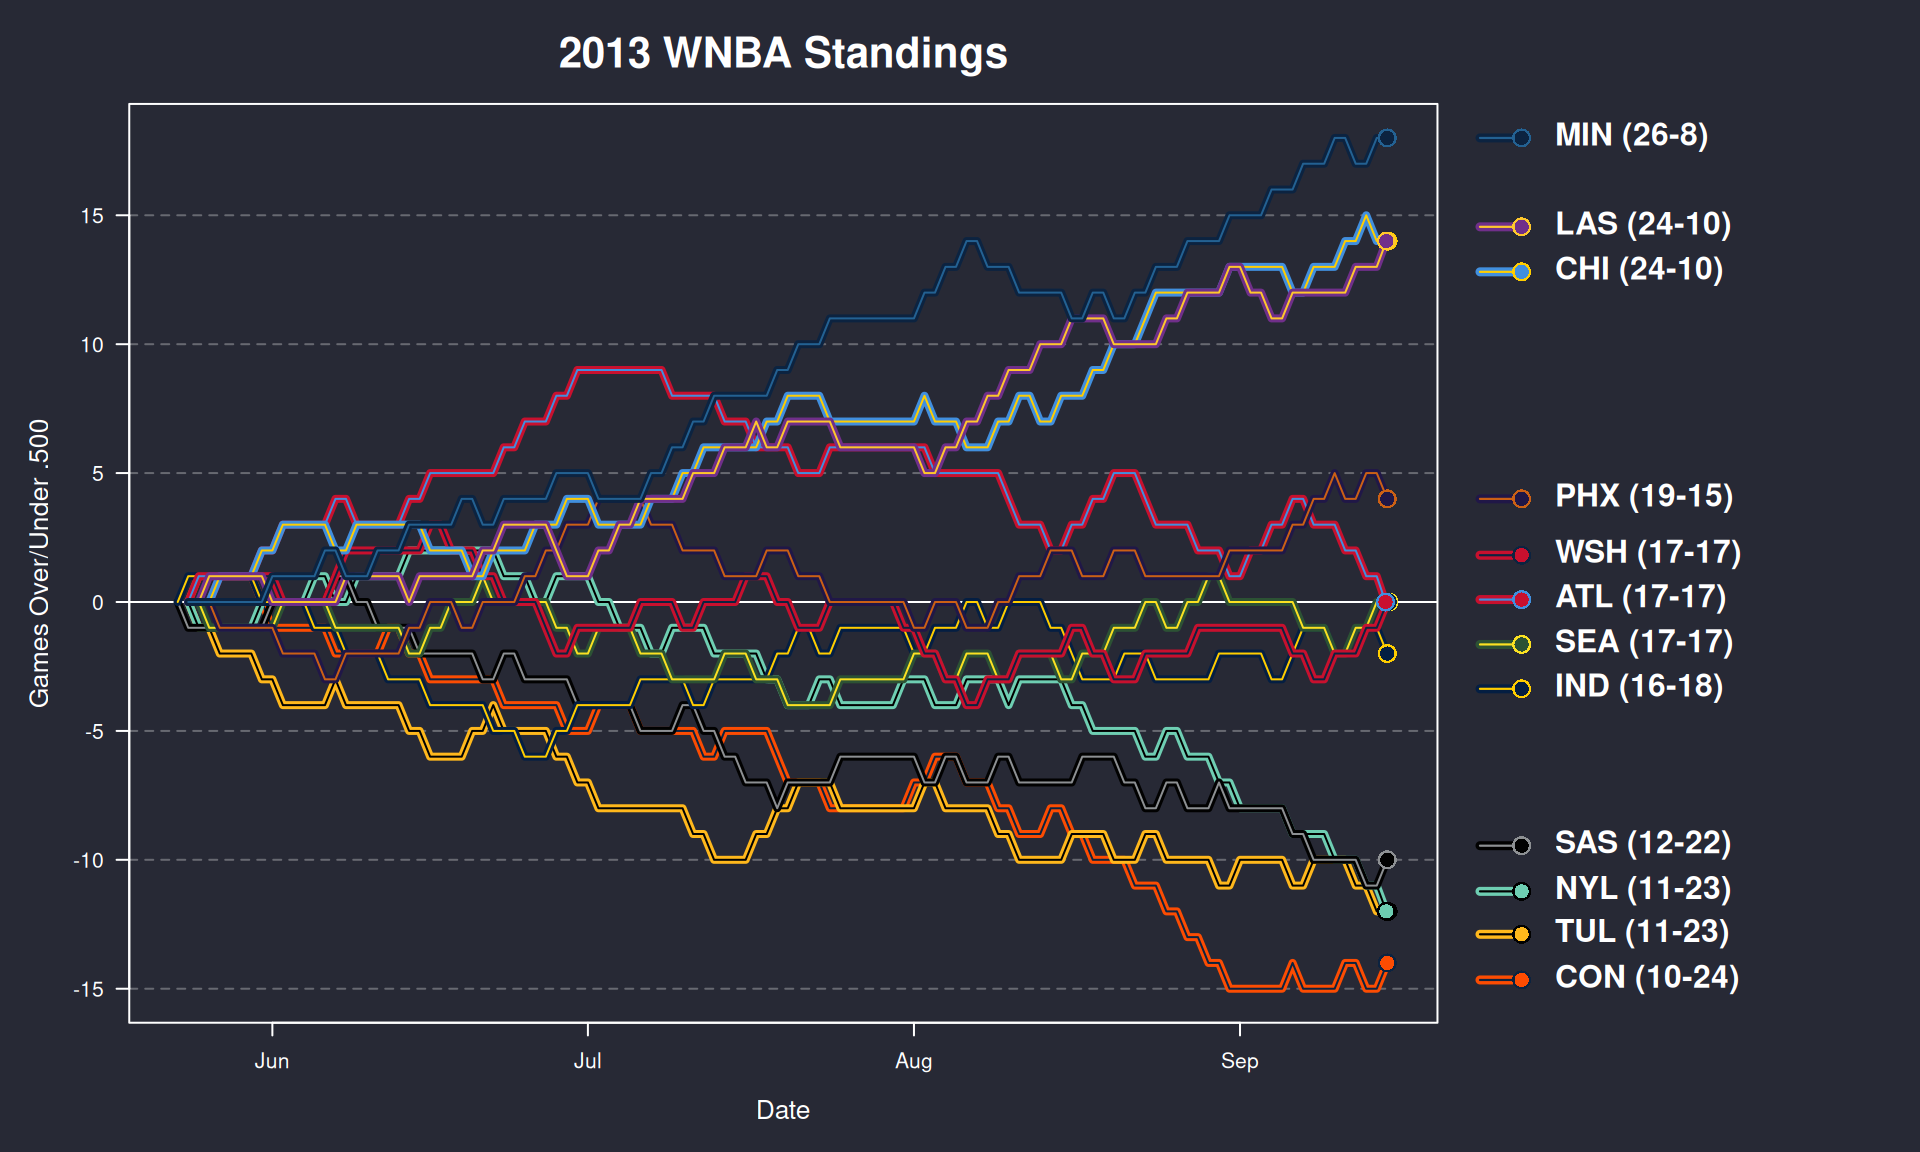 2013 WNBA Standings
Games Over/Under .500
15
10
5
0
-5
-10
-15
Jun
Jul
Aug
Sep
Date
MIN (26-8)
LAS (24-10)
CHI (24-10)
PHX (19-15)
WSH (17-17)
ATL (17-17)
SEA (17-17)
IND (16-18)
SAS (12-22)
NYL (11-23)
TUL (11-23)
CON (10-24)